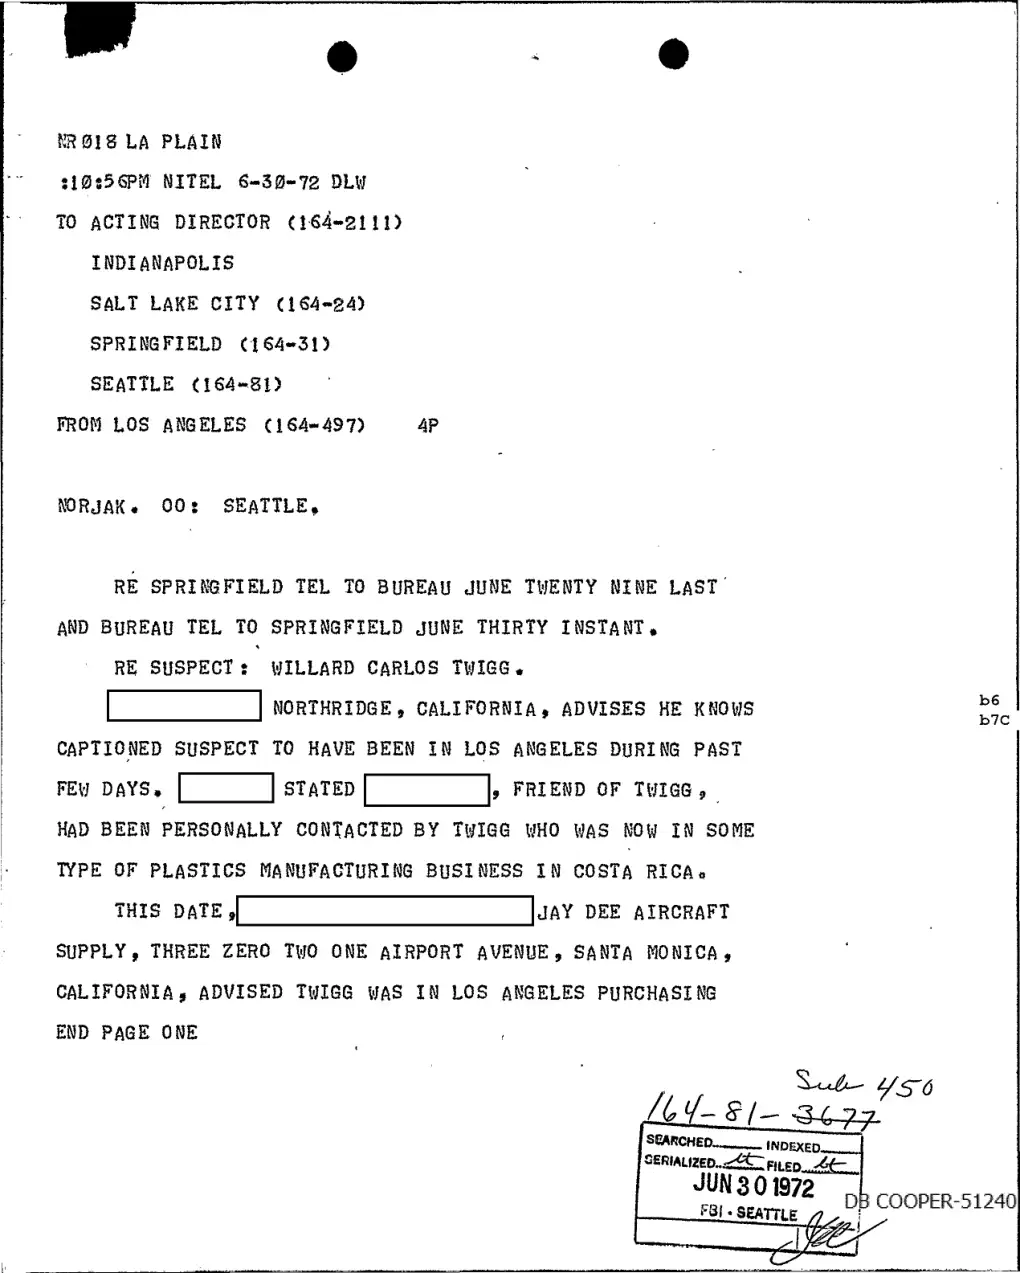 NR 018 LA PLAIN
:10:56PM NITEL 6-30-72 DLW
TO ACTING DIRECTOR (164-2111)
INDIANAPOLIS
SALT LAKE CITY (164-24)
SPRINGFIELD (164-31)
SEATTLE (164-81)
FROM LOS ANGELES (164-497) 4P
NORJAK. OO: SEATTLE.
RE SPRINGFIELD TEL TO BUREAU JUNE TWENTY NINE LAST
AND BUREAU TEL TO SPRINGFIELD JUNE THIRTY INSTANT.
RE SUSPECT: WILLARD CARLOS TWIGG.
NORTHRIDGE, CALIFORNIA, ADVISES HE KNOWS
b6
b7C
CAPTIONED SUSPECT TO HAVE BEEN IN LOS ANGELES DURING PAST
FEW DAYS. STATED , FRIEND OF TWIGG,
HAD BEEN PERSONALLY CONTACTED BY TWIGG WHO WAS NOW IN SOME
TYPE OF PLASTICS MANUFACTURING BUSINESS IN COSTA RICA.
THIS DATE, JAY DEE AIRCRAFT
SUPPLY, THREE ZERO TWO ONE AIRPORT AVENUE, SANTA MONICA,
CALIFORNIA, ADVISED TWIGG WAS IN LOS ANGELES PURCHASING
END PAGE ONE
Sub 450
164-81-3677
SEARCHED INDEXED
SERIALIZED FILED
JUN 30 1972
FBI - SEATTLE
DB COOPER-51240